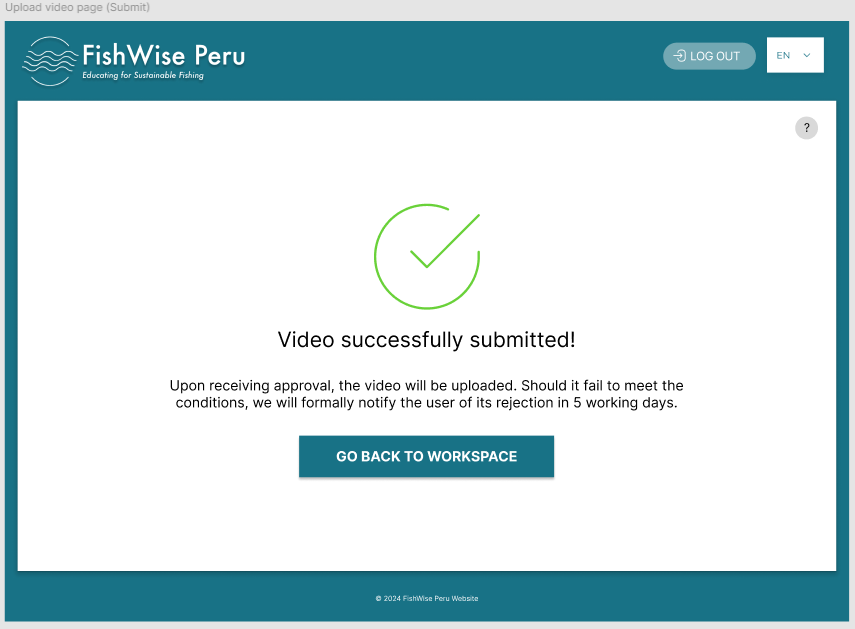 Upload video page (Submit)
FishWise Peru
Educating for Sustainable Fishing
LOG OUT
EN
?
Video successfully submitted!
Upon receiving approval, the video will be uploaded. Should it fail to meet the
conditions, we will formally notify the user of its rejection in 5 working days.
GO BACK TO WORKSPACE
© 2024 FishWise Peru Website